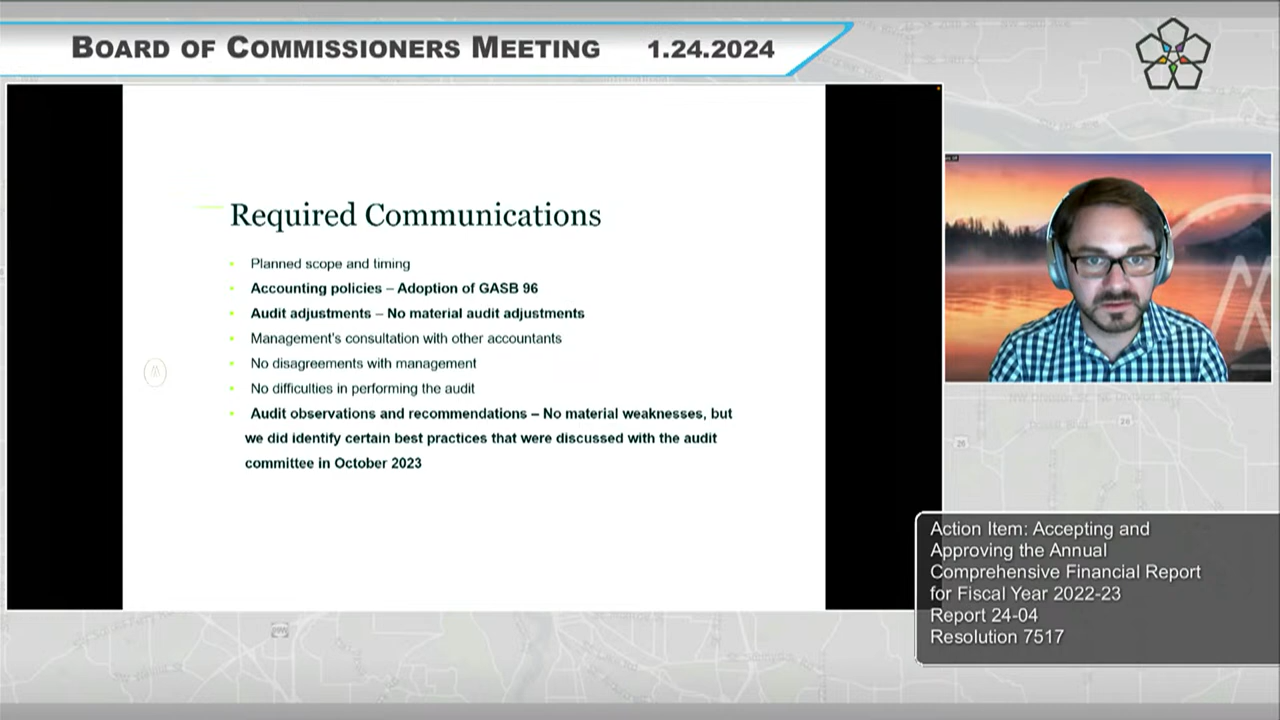 BOARD OF COMMISSIONERS MEETING 1.24.2024
Required Communications
Planned scope and timing
Accounting policies – Adoption of GASB 96
Audit adjustments – No material audit adjustments
Management's consultation with other accountants
No disagreements with management
No difficulties in performing the audit
Audit observations and recommendations – No material weaknesses, but
we did identify certain best practices that were discussed with the audit
committee in October 2023
Action Item: Accepting and
Approving the Annual
Comprehensive Financial Report
for Fiscal Year 2022-23
Report 24-04
Resolution 7517
26
26